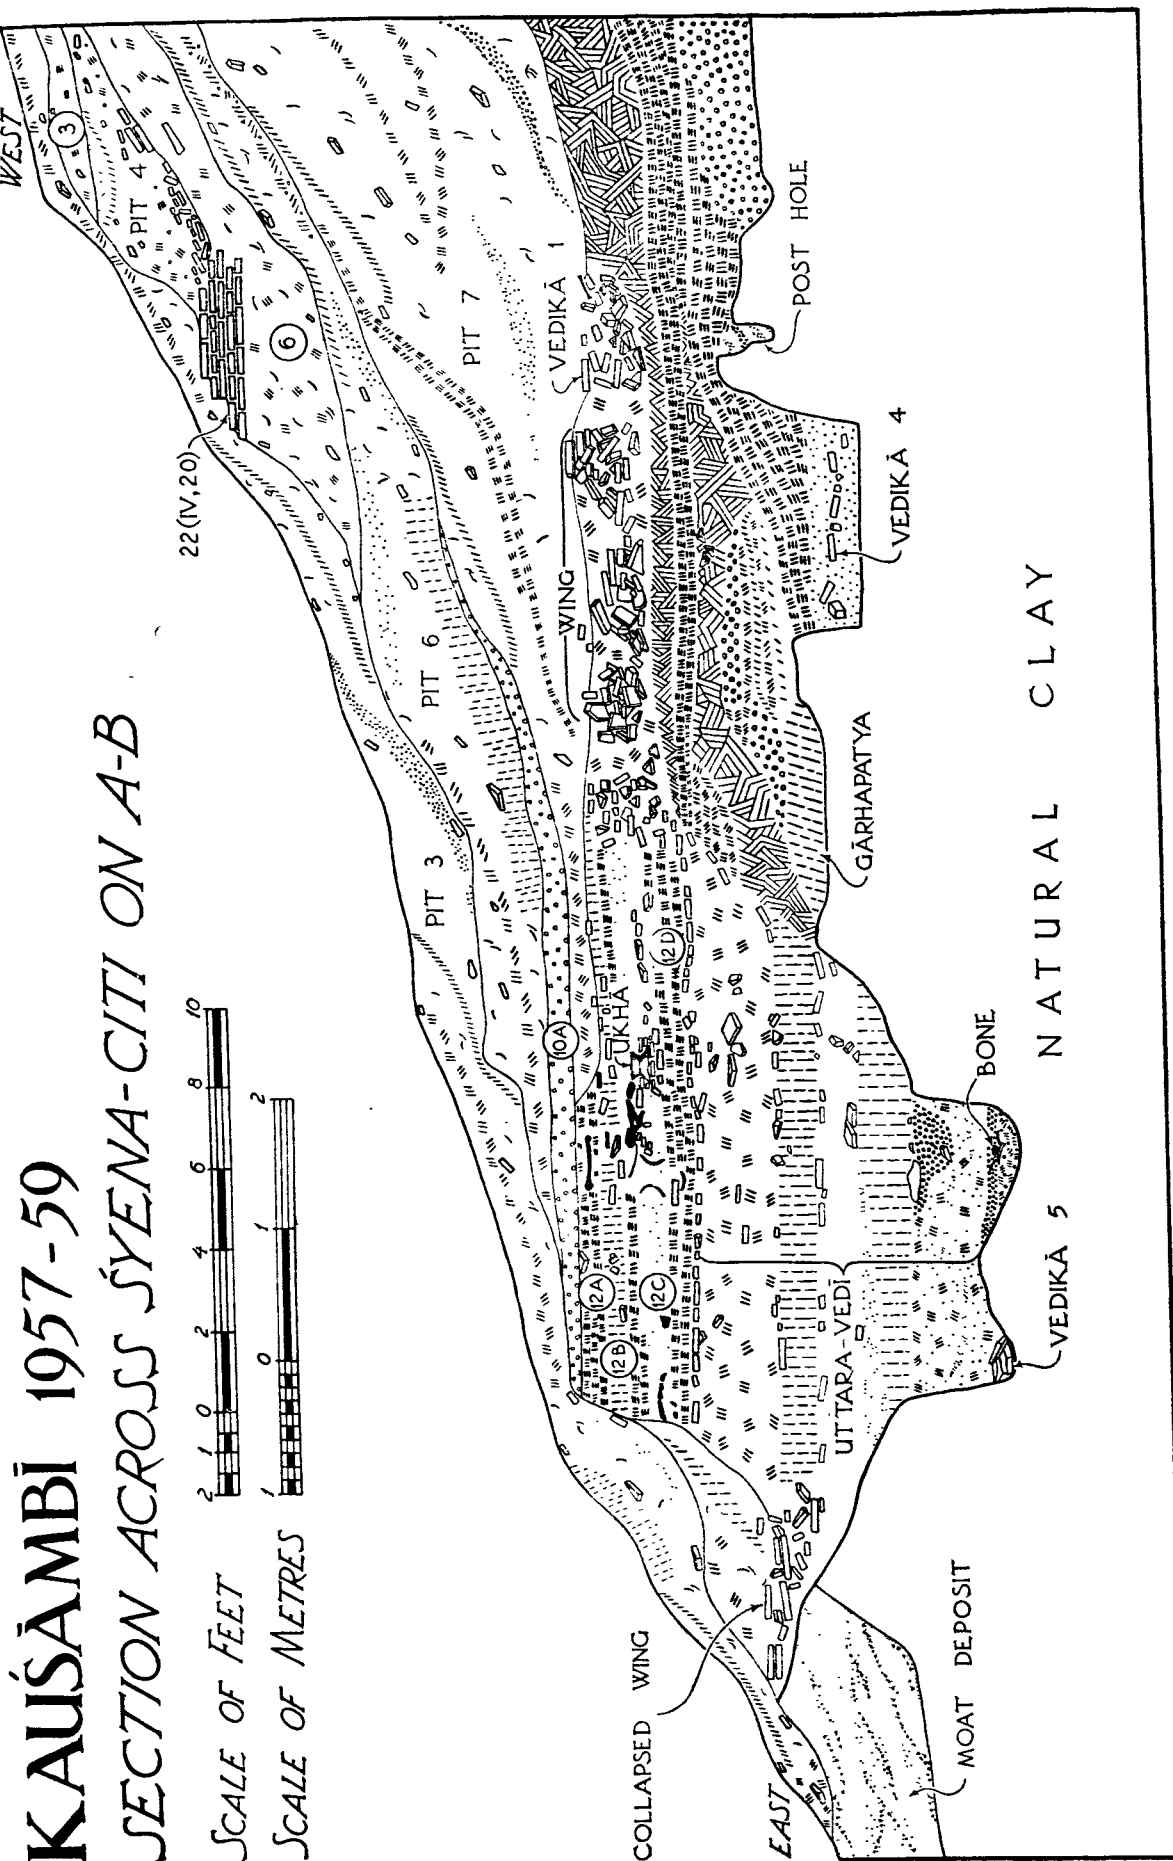 KAUŚĀMBĪ 1957-59
SECTION ACROSS ŚYENA-CITI ON A-B
SCALE OF FEET
2 1 0 2 4 6 8 10
SCALE OF METRES
1 0 1 2
EAST
WEST
22(IV,20)
3
PIT 4
6
PIT 3
PIT 6
PIT 7
10A
COLLAPSED WING
WING
VEDIKĀ 1
12A
12B
12C
12D
UKHĀ
UTTARA-VEDĪ
MOAT DEPOSIT
VEDIKĀ 5
BONE
GĀRHAPATYA
VEDIKĀ 4
POST HOLE
NATURAL CLAY